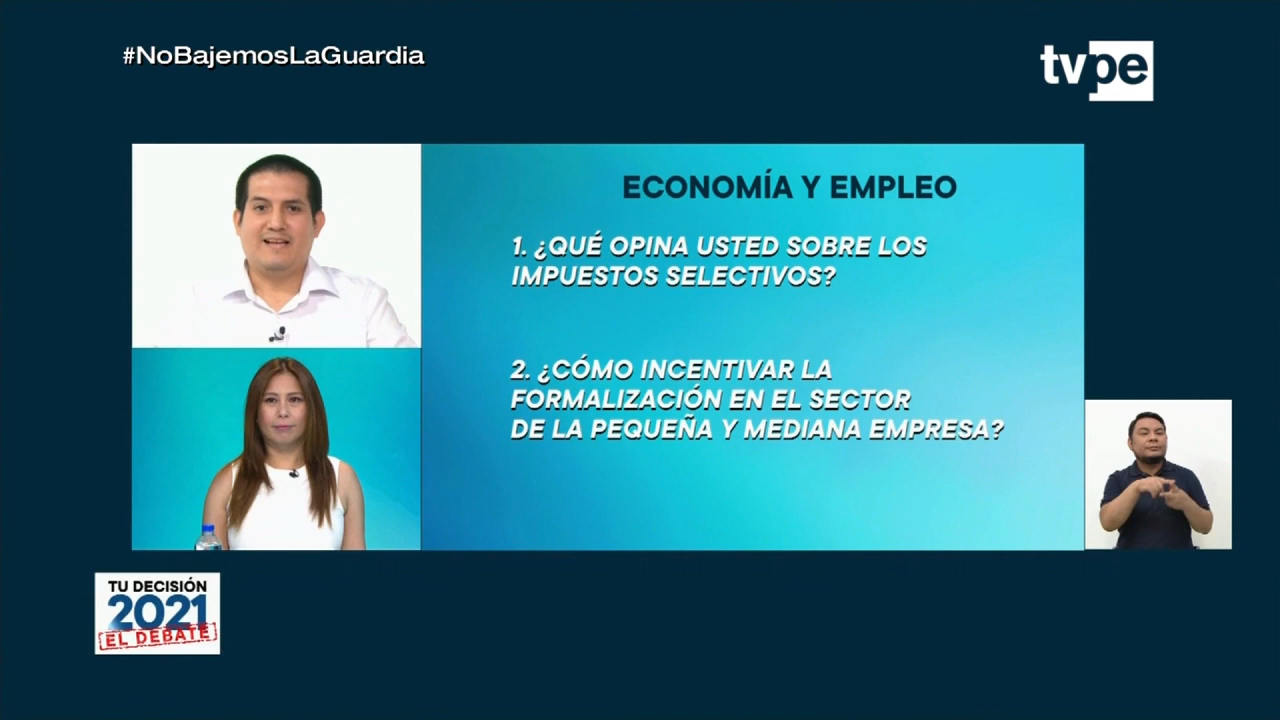 #NoBajemosLaGuardia
tvpe
ECONOMÍA Y EMPLEO
1. ¿QUÉ OPINA USTED SOBRE LOS
IMPUESTOS SELECTIVOS?
2. ¿CÓMO INCENTIVAR LA
FORMALIZACIÓN EN EL SECTOR
DE LA PEQUEÑA Y MEDIANA EMPRESA?
TU DECISIÓN
2021
EL DEBATE